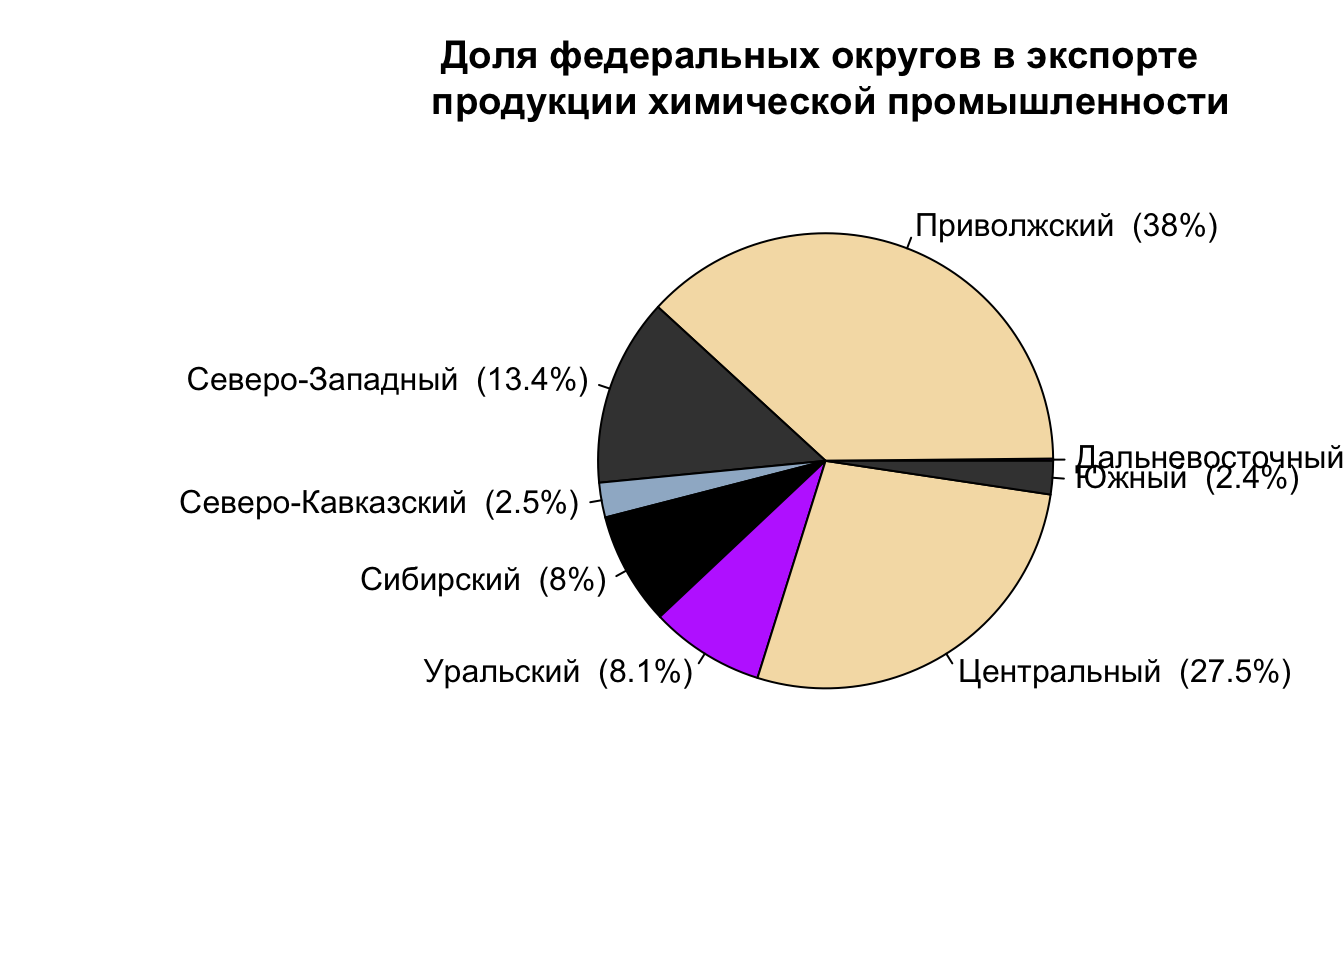 Доля федеральных округов в экспорте
продукции химической промышленности
Приволжский (38%)
Северо-Западный (13.4%)
Дальневосточный
Южный (2.4%)
Северо-Кавказский (2.5%)
Сибирский (8%)
Уральский (8.1%)
Центральный (27.5%)